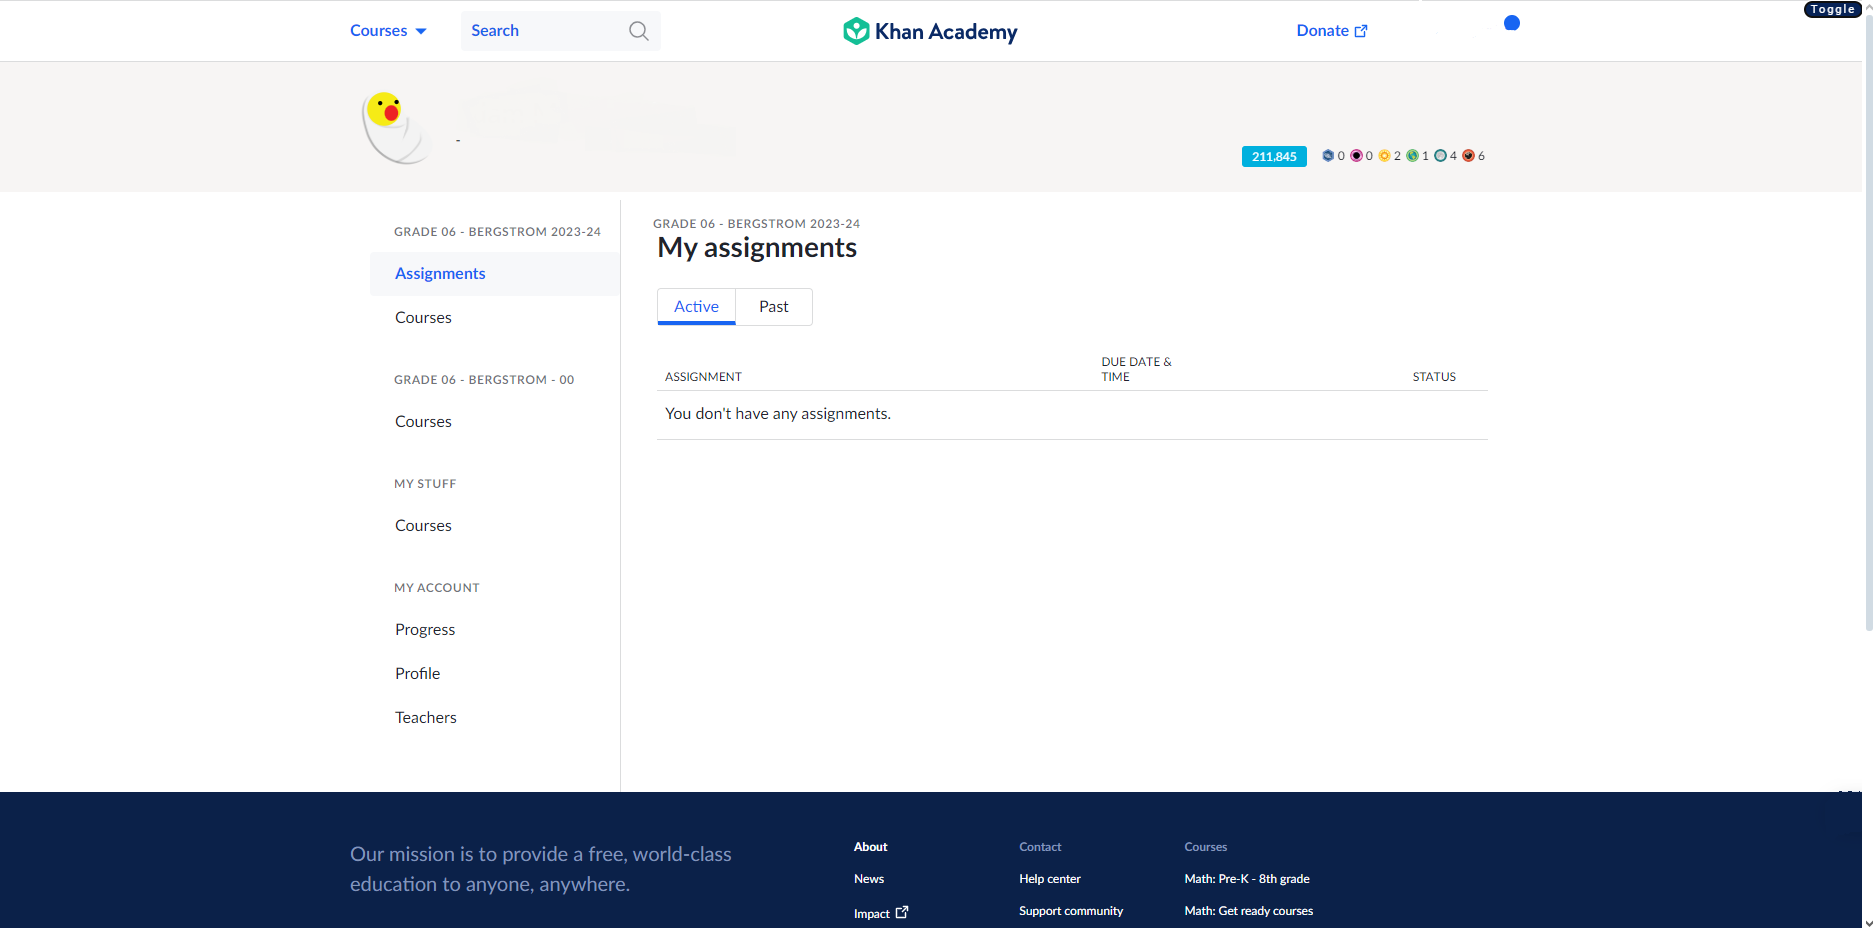 Toggle
Courses
Search
Khan Academy
Donate
-
211,845
0 0 2 1 4 6
GRADE 06 - BERGSTROM 2023-24
Assignments
Courses
GRADE 06 - BERGSTROM - 00
Courses
MY STUFF
Courses
MY ACCOUNT
Progress
Profile
Teachers
GRADE 06 - BERGSTROM 2023-24
My assignments
Active Past
ASSIGNMENT
DUE DATE &
TIME
STATUS
You don't have any assignments.
Our mission is to provide a free, world-class
education to anyone, anywhere.
About
News
Impact
Contact
Help center
Support community
Courses
Math: Pre-K - 8th grade
Math: Get ready courses